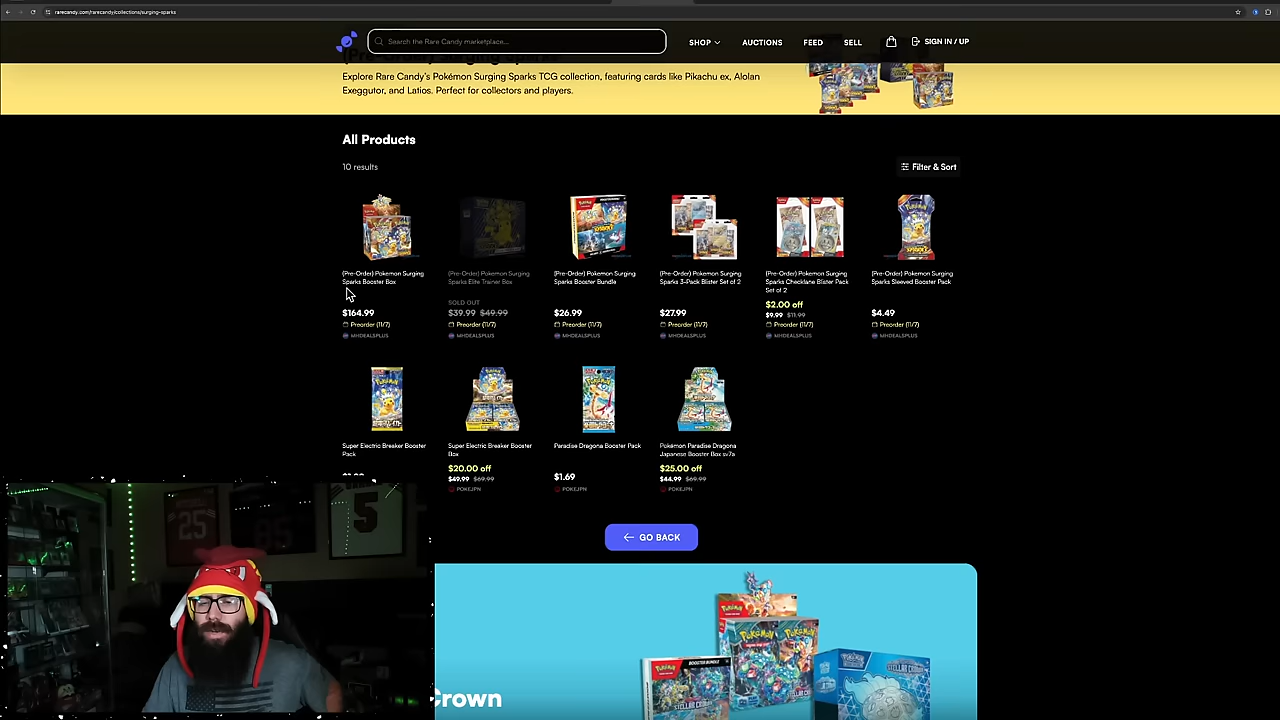 rarecandy.com/rarecandy/collections/surging-sparks
Search the Rare Candy marketplace...
SHOP
AUCTIONS
FEED
SELL
SIGN IN / UP
Explore Rare Candy's Pokémon Surging Sparks TCG collection, featuring cards like Pikachu ex, Alolan
Exeggutor, and Latios. Perfect for collectors and players.
All Products
10 results
Filter & Sort
(Pre-Order) Pokemon Surging
Sparks Booster Box
$164.99
Preorder (11/7)
MHDEALSPLUS
(Pre-Order) Pokemon Surging
Sparks Elite Trainer Box
SOLD OUT
$39.99 $49.99
Preorder (11/7)
MHDEALSPLUS
(Pre-Order) Pokemon Surging
Sparks Booster Bundle
$26.99
Preorder (11/7)
MHDEALSPLUS
(Pre-Order) Pokemon Surging
Sparks 3-Pack Blister Set of 2
$27.99
Preorder (11/7)
MHDEALSPLUS
(Pre-Order) Pokemon Surging
Sparks Checklane Blister Pack
Set of 2
$2.00 off
$9.99 $11.99
Preorder (11/7)
MHDEALSPLUS
(Pre-Order) Pokemon Surging
Sparks Sleeved Booster Pack
$4.49
Preorder (11/7)
MHDEALSPLUS
Super Electric Breaker Booster
Pack
Super Electric Breaker Booster
Box
$20.00 off
$49.99 $69.99
POKEJPN
Paradise Dragona Booster Pack
$1.69
POKEJPN
Pokémon Paradise Dragona
Japanese Booster Box sv7a
$25.00 off
$44.99 $69.99
POKEJPN
GO BACK
25
85
5
Crown
POKÉMON
BOOSTER BUNDLE
STELLAR CROWN